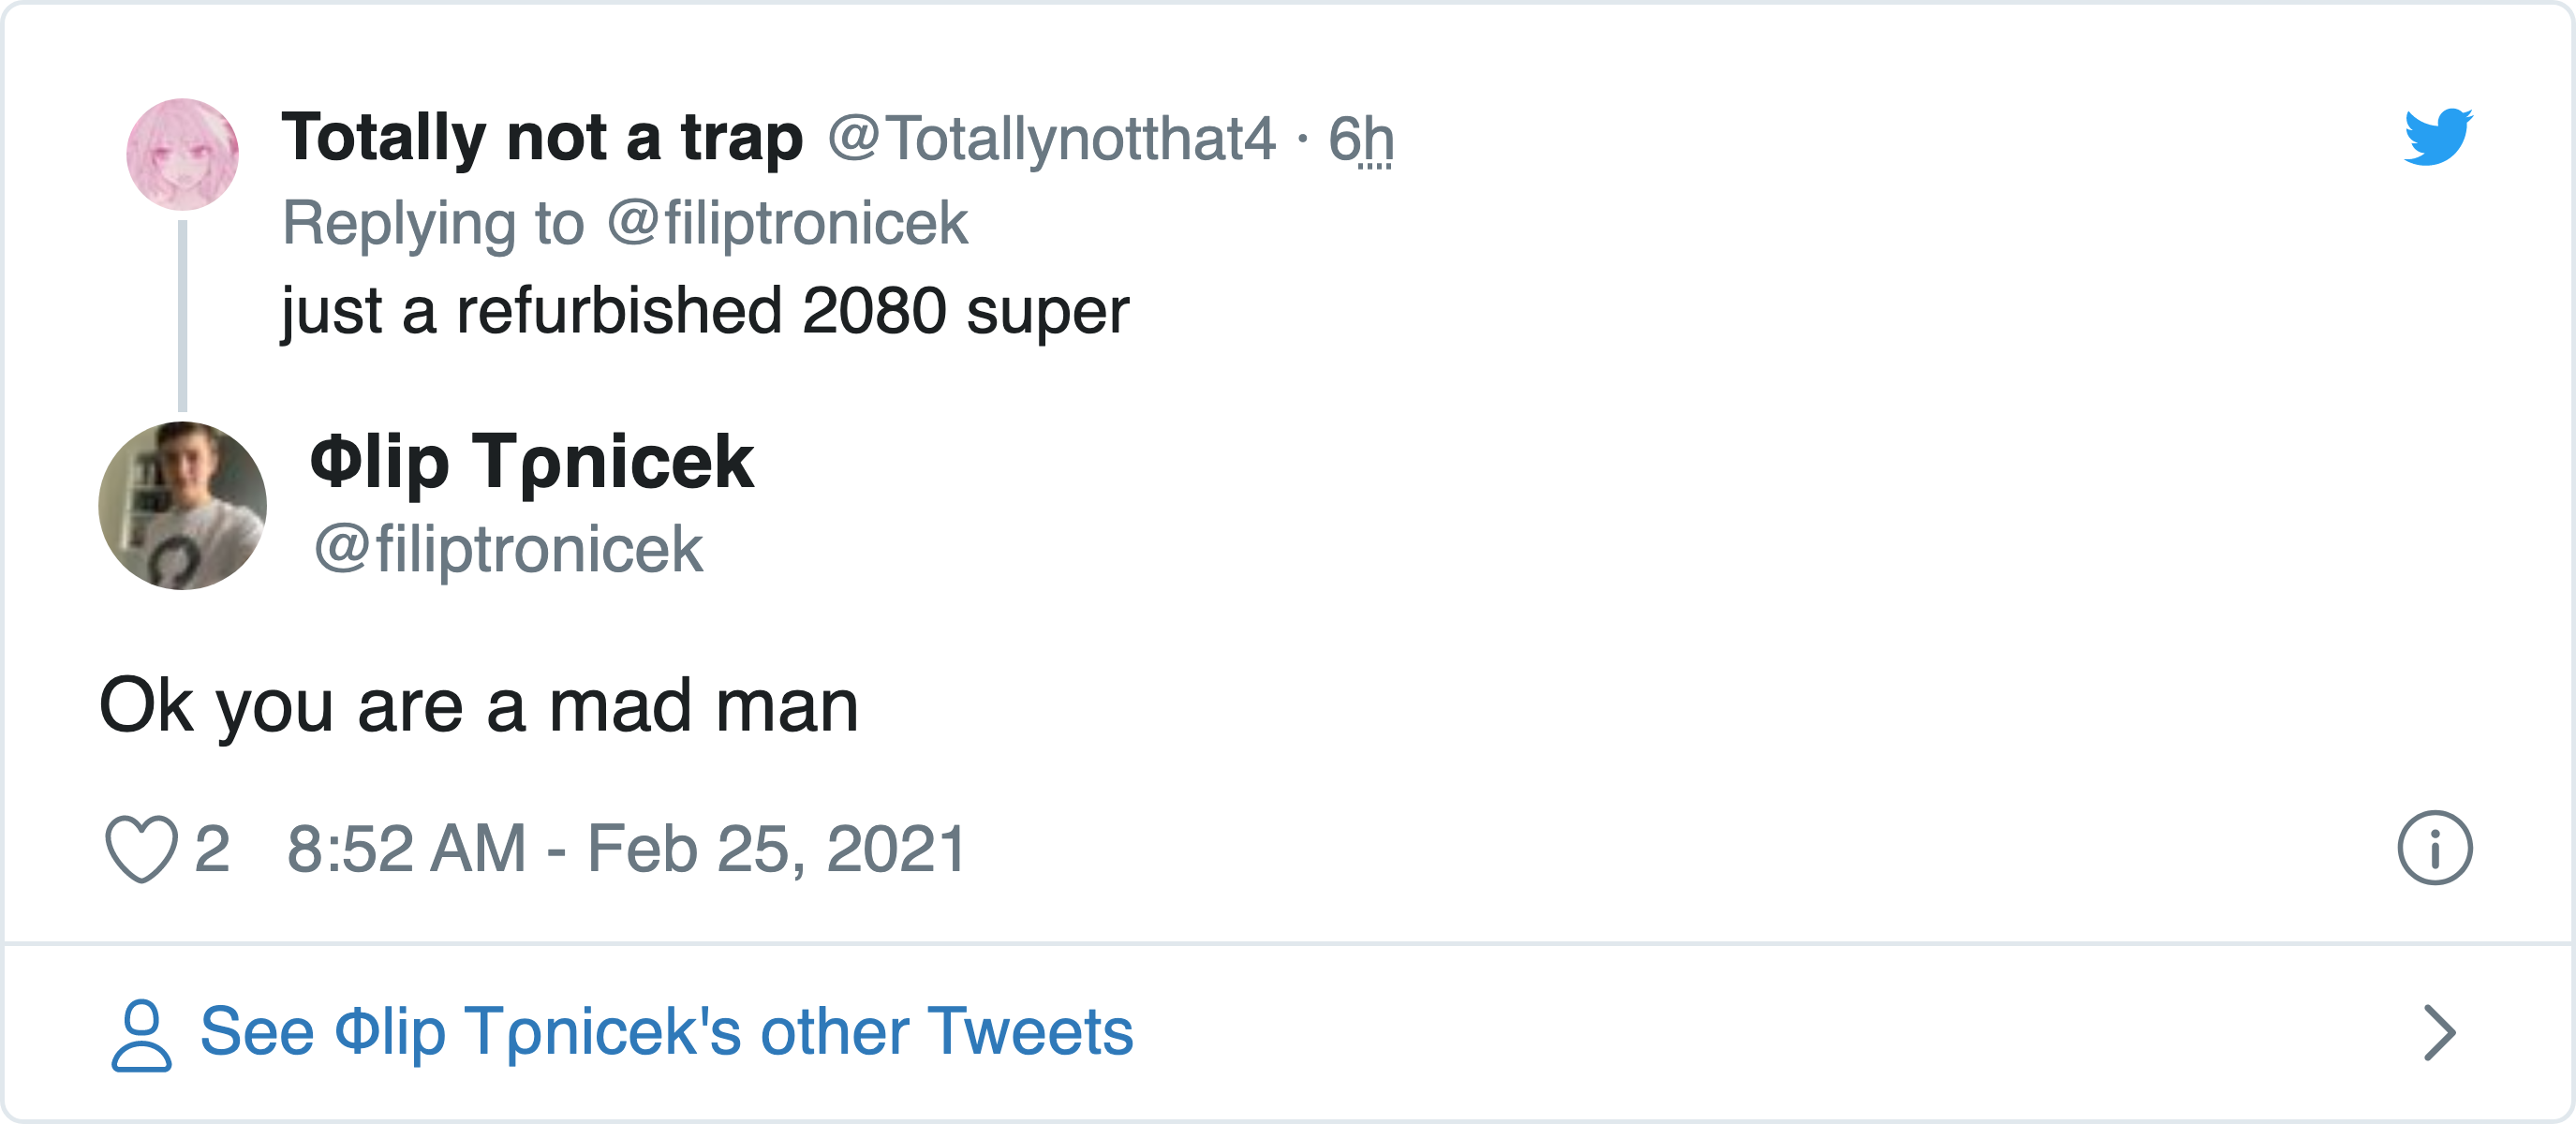 Totally not a trap @Totallynotthat4 · 6h
Replying to @filiptronicek
just a refurbished 2080 super
Φlip Tρnicek
@filiptronicek
Ok you are a mad man
2 8:52 AM - Feb 25, 2021
See Φlip Tρnicek's other Tweets